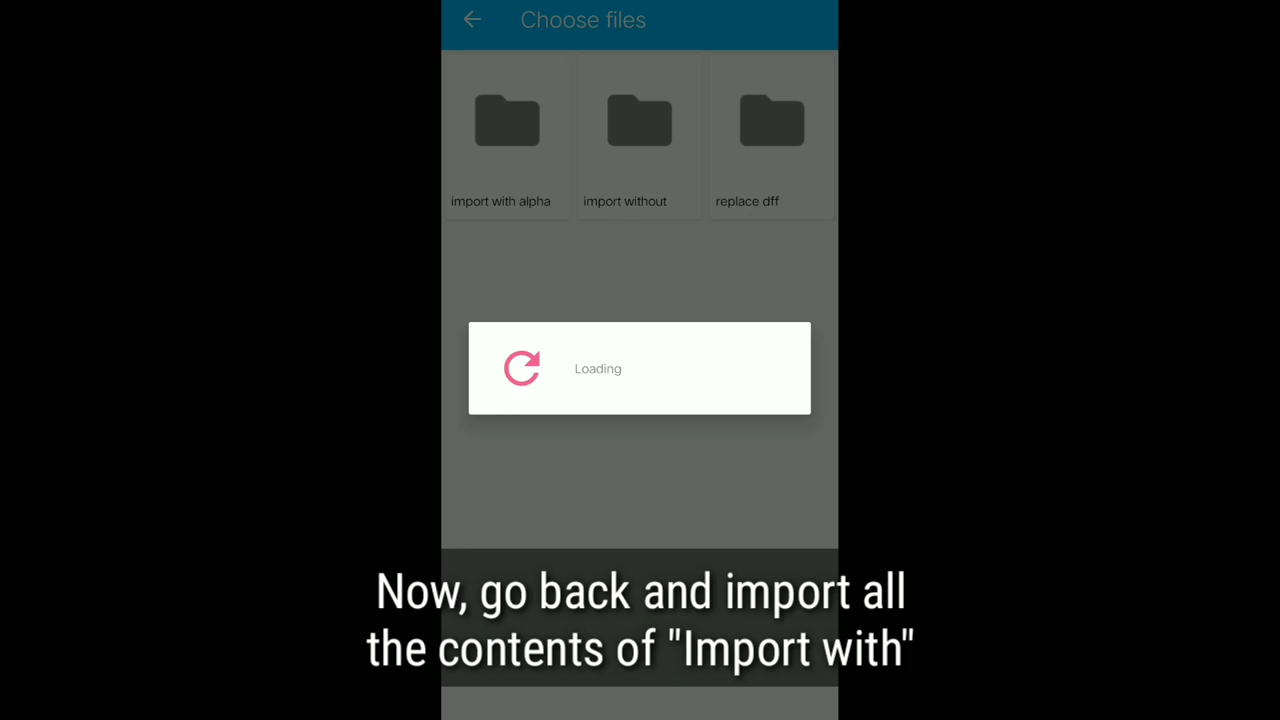 Choose files
import with alpha
import without
replace dff
Loading
Now, go back and import all
the contents of "Import with"